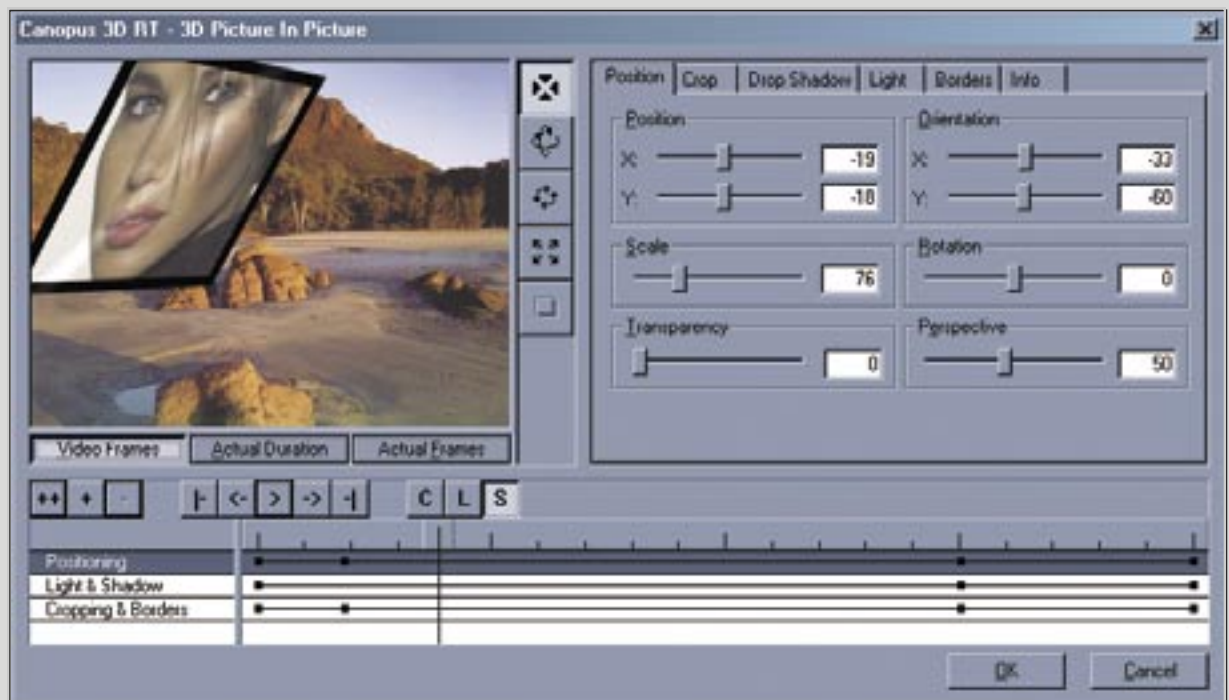 Canopus 3D RT - 3D Picture In Picture
Position Crop Drop Shadow Light Borders Info
Position
X: -19
Y: -18
Orientation
X: -33
Y: -60
Scale
76
Rotation
0
Transparency
0
Perspective
50
Video Frames Actual Duration Actual Frames
++ + - |- <- > -> -| C L S
Positioning
Light & Shadow
Cropping & Borders
OK Cancel